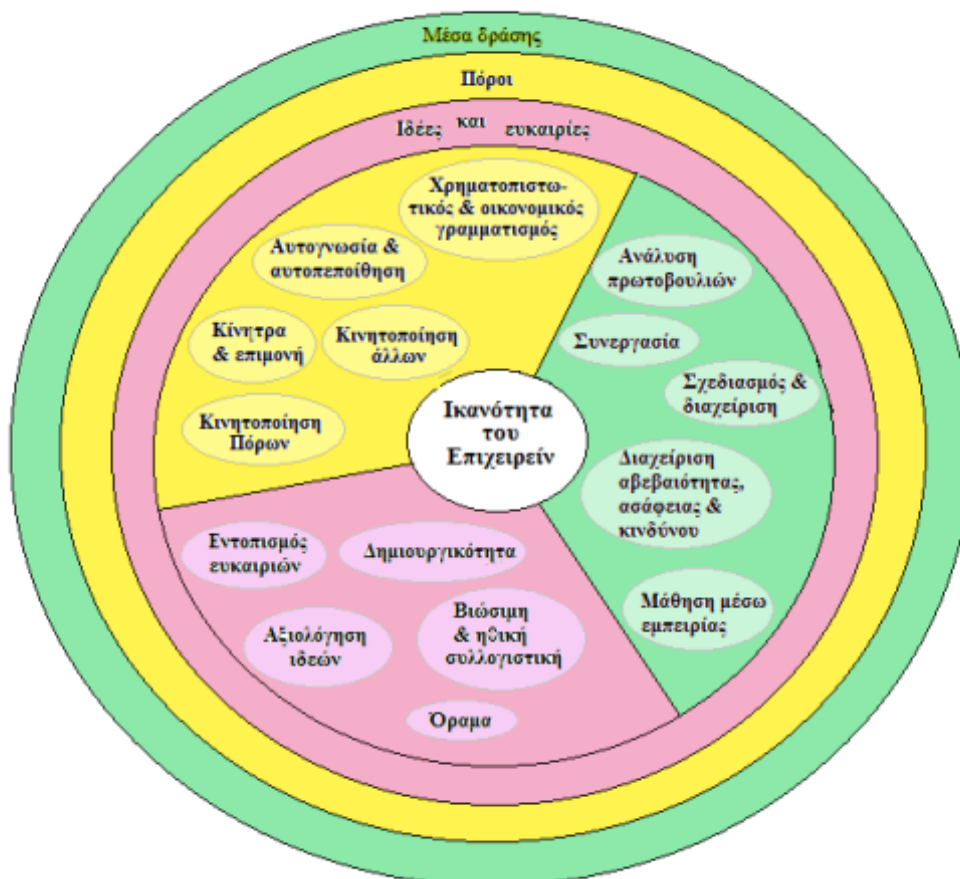 Μέσα δράσης
Πόροι
Ιδέες και ευκαιρίες
Χρηματοπιστω-
τικός & οικονομικός
γραμματισμός
Αυτογνωσία &
αυτοπεποίθηση
Κίνητρα
& επιμονή
Κινητοποίηση
άλλων
Κινητοποίηση
Πόρων
Ανάλυση
πρωτοβουλιών
Συνεργασία
Σχεδιασμός &
διαχείριση
Διαχείριση
αβεβαιότητας,
ασάφειας &
κινδύνου
Μάθηση μέσω
εμπειρίας
Ικανότητα
του
Επιχειρείν
Εντοπισμός
ευκαιριών
Δημιουργικότητα
Αξιολόγηση
ιδεών
Βιώσιμη
& ηθική
συλλογιστική
Όραμα